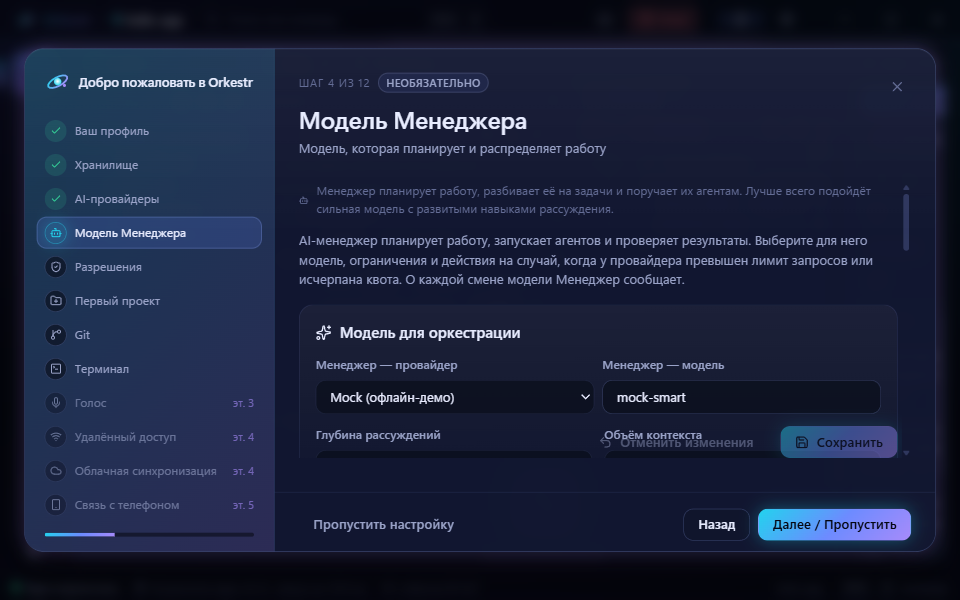 Добро пожаловать в Orkestr
Ваш профиль
Хранилище
AI-провайдеры
Модель Менеджера
Разрешения
Первый проект
Git
Терминал
Голос эт. 3
Удалённый доступ эт. 4
Облачная синхронизация эт. 4
Связь с телефоном эт. 5
ШАГ 4 ИЗ 12 НЕОБЯЗАТЕЛЬНО
Модель Менеджера
Модель, которая планирует и распределяет работу
Менеджер планирует работу, разбивает её на задачи и поручает их агентам. Лучше всего подойдёт
сильная модель с развитыми навыками рассуждения.
AI-менеджер планирует работу, запускает агентов и проверяет результаты. Выберите для него
модель, ограничения и действия на случай, когда у провайдера превышен лимит запросов или
исчерпана квота. О каждой смене модели Менеджер сообщает.
Модель для оркестрации
Менеджер — провайдер Менеджер — модель
Mock (офлайн-демо) mock-smart
Глубина рассуждений Объём контекста
Отменить изменения Сохранить
Пропустить настройку Назад Далее / Пропустить